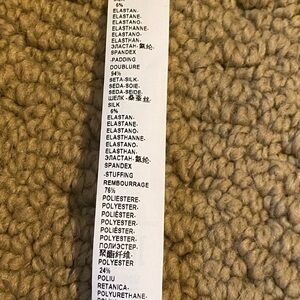 6%
ELASTAN-
ELASTANE-
ELASTANO-
ELASTHANNE-
ELASTANO-
ELASTHAN-
ЭЛАСТАН-氨纶-
SPANDEX
-PADDING
DOUBLURE
94%
SETA-SILK-
SEDA-SOIE-
SEDA-SEIDE-
ШЕЛК-桑蚕丝-
SILK
6%
ELASTAN-
ELASTANE-
ELASTANO-
ELASTHANNE-
ELASTANO-
ELASTHAN-
ЭЛАСТАН-氨纶-
SPANDEX
-STUFFING
REMBOURRAGE
76%
POLIESTERE-
POLYESTER-
POLIÉSTER-
POLYESTER-
POLIESTER-
POLYESTER-
ПОЛИЭСТЕР-
聚酯纤维-
POLYESTER
24%
POLIU
RETANICA-
POLYURETHANE-